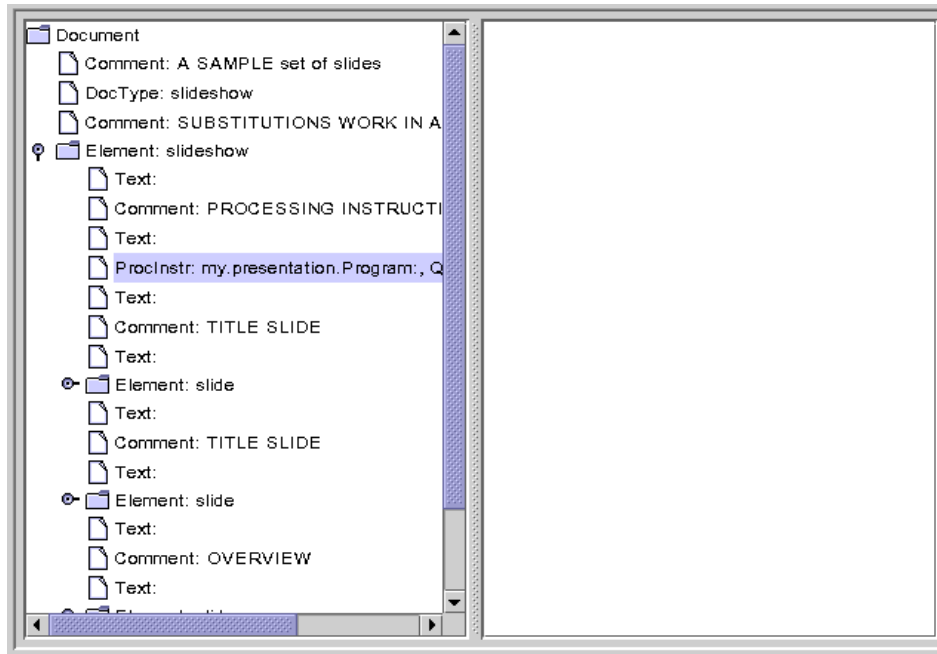 Document
Comment: A SAMPLE set of slides
DocType: slideshow
Comment: SUBSTITUTIONS WORK IN A
Element: slideshow
Text:
Comment: PROCESSING INSTRUCTI
Text:
ProcInstr: my.presentation.Program:, Q
Text:
Comment: TITLE SLIDE
Text:
Element: slide
Text:
Comment: TITLE SLIDE
Text:
Element: slide
Text:
Comment: OVERVIEW
Text: